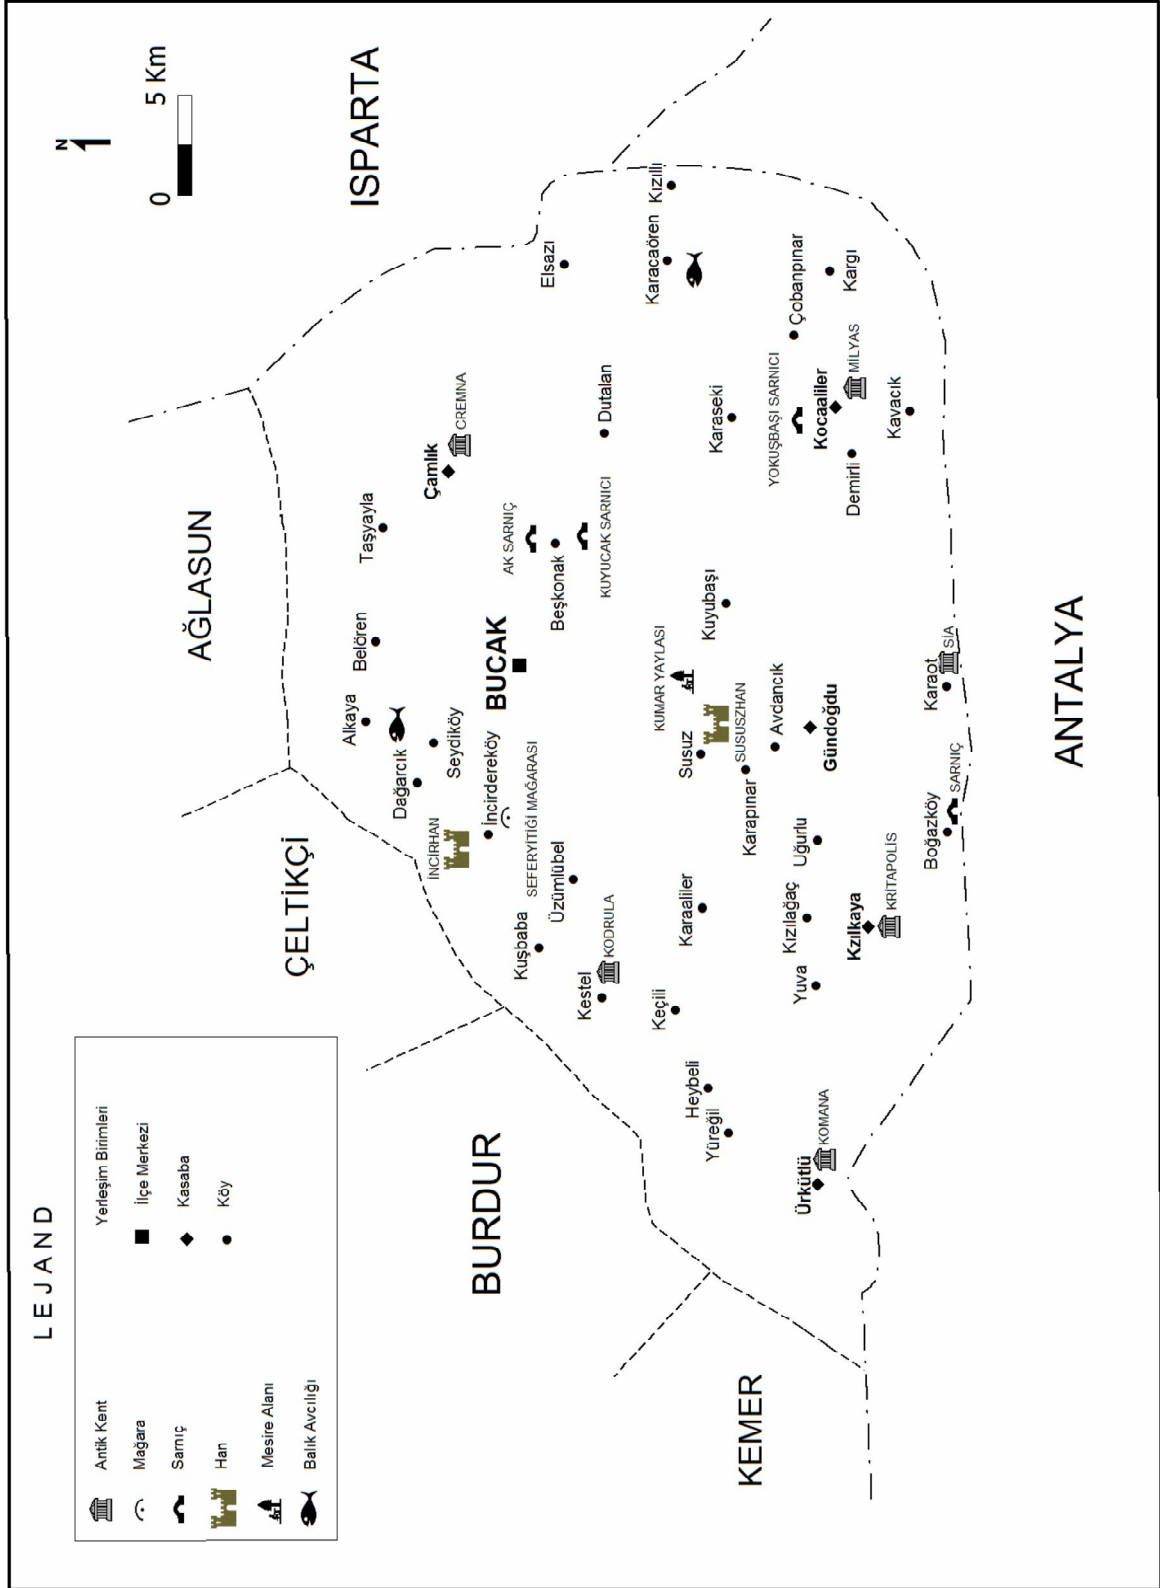 LEJAND
Antik Kent
Mağara
Sarnıç
Han
Mesire Alanı
Balık Avcılığı
Yerleşim Birimleri
İlçe Merkezi
Kasaba
Köy
N
0 5 Km
ISPARTA
AĞLASUN
ÇELTİKÇİ
BURDUR
KEMER
ANTALYA
Alkaya
Belören
Taşyayla
Dağarcık
Seydiköy
Çamlık
CREMNA
İNCİRHAN
İncirdereköy
SEFERYİTİĞİ MAĞARASI
BUCAK
AK SARNIÇ
Beşkonak
KUYUCAK SARNICI
Dutalan
Elsazı
Karacaören
Kızıllı
Kuşbaba
Üzümlübel
Kestel
KODRULA
Keçili
Karaaliler
Heybeli
Yüreğil
KUMAR YAYLASI
Susuz
SUSUZHAN
Kuyubaşı
Karaseki
Karapınar
Avdancık
YOKUŞBAŞI SARNICI
Çobanpınar
Kargı
Kocaaliler
MİLYAS
Demirli
Kavacık
Ürkütlü
KOMANA
Yuva
Kızılağaç
Uğurlu
Gündoğdu
Kzılkaya
KRİTAPOLİS
Boğazköy
SARNIÇ
Karaot
SİA